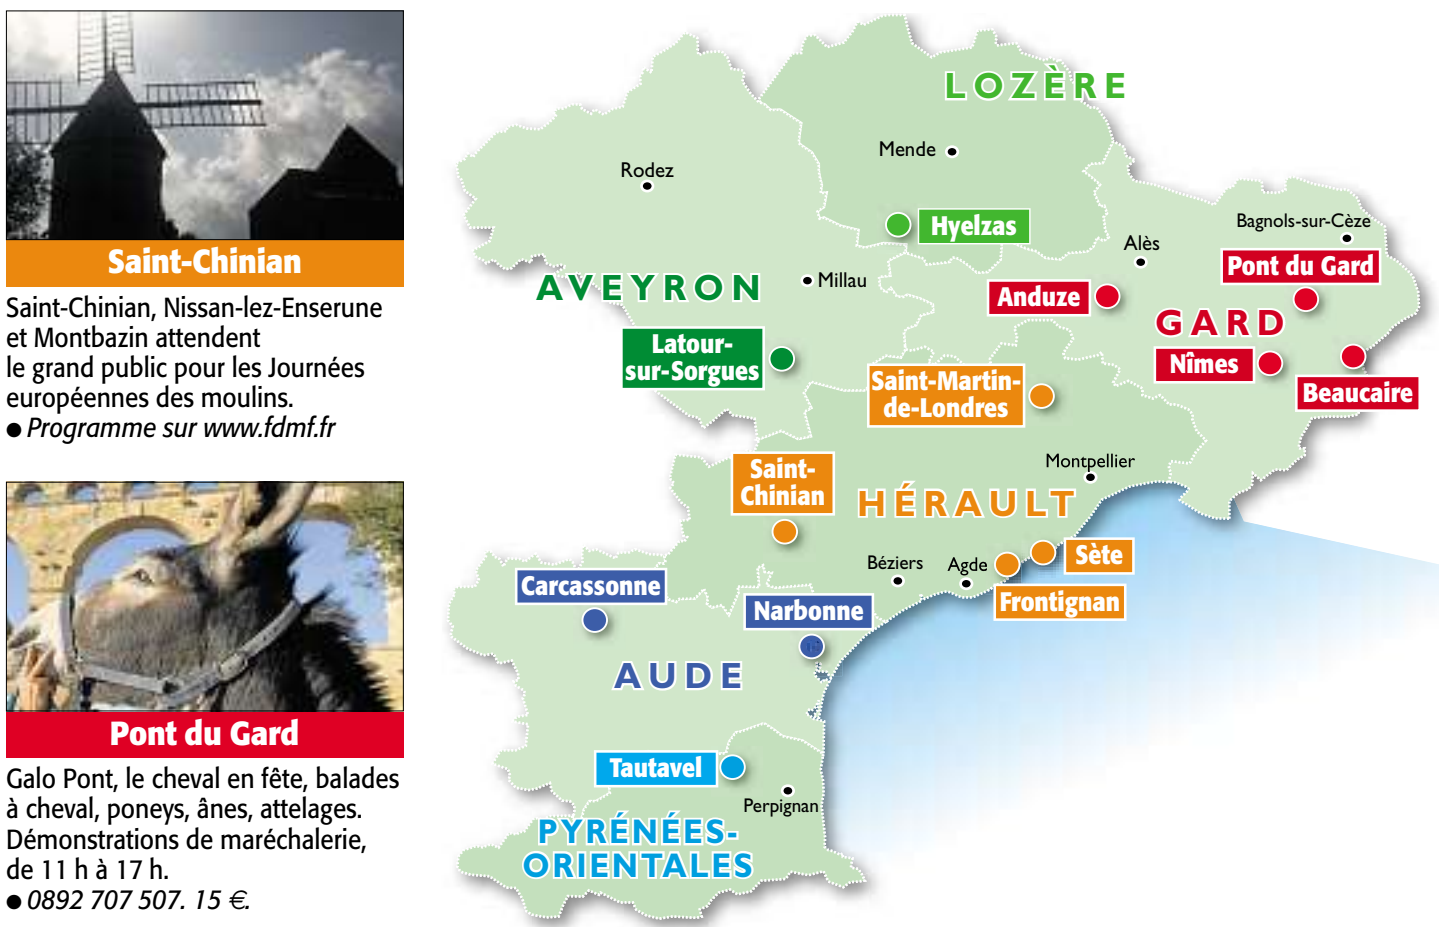 Saint-Chinian
Saint-Chinian, Nissan-lez-Enserune
et Montbazin attendent
le grand public pour les Journées
européennes des moulins.
● Programme sur www.fdmf.fr
Pont du Gard
Galo Pont, le cheval en fête, balades
à cheval, poneys, ânes, attelages.
Démonstrations de maréchalerie,
de 11 h à 17 h.
● 0892 707 507. 15 €.
LOZÈRE
Mende
Rodez
Hyelzas
Bagnols-sur-Cèze
Alès
Pont du Gard
AVEYRON
Millau
Anduze
GARD
Latour-
sur-Sorgues
Nîmes
Beaucaire
Saint-Martin-
de-Londres
Montpellier
Saint-
Chinian
HÉRAULT
Béziers
Agde
Sète
Frontignan
Carcassonne
Narbonne
AUDE
Tautavel
Perpignan
PYRÉNÉES-
ORIENTALES